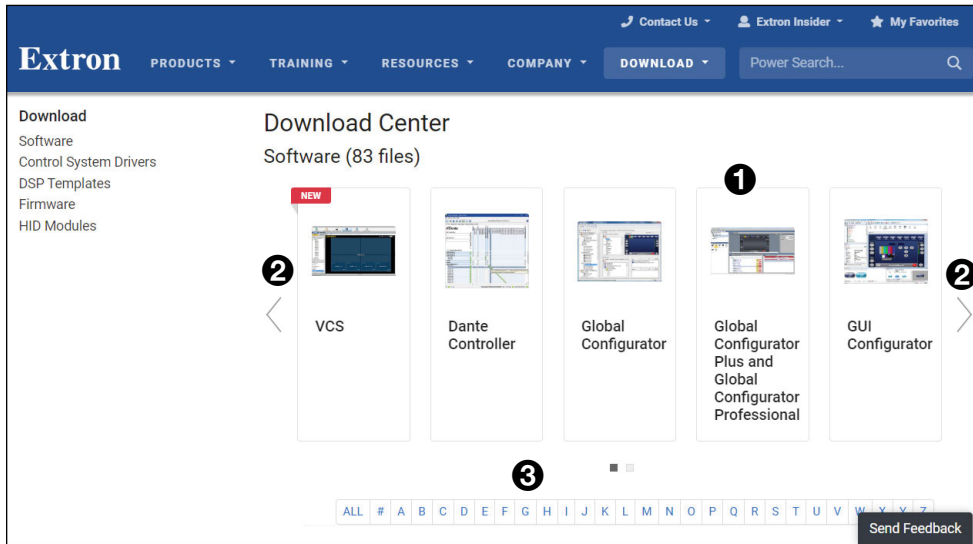 Contact Us
Extron Insider
My Favorites
Extron
PRODUCTS
TRAINING
RESOURCES
COMPANY
DOWNLOAD
Power Search...
Download
Software
Control System Drivers
DSP Templates
Firmware
HID Modules
Download Center
Software (83 files)
1
NEW
2
2
VCS
Dante
Controller
Global
Configurator
Global
Configurator
Plus and
Global
Configurator
Professional
GUI
Configurator
3
ALL # A B C D E F G H I J K L M N O P Q R S T U V W X Y Z
Send Feedback